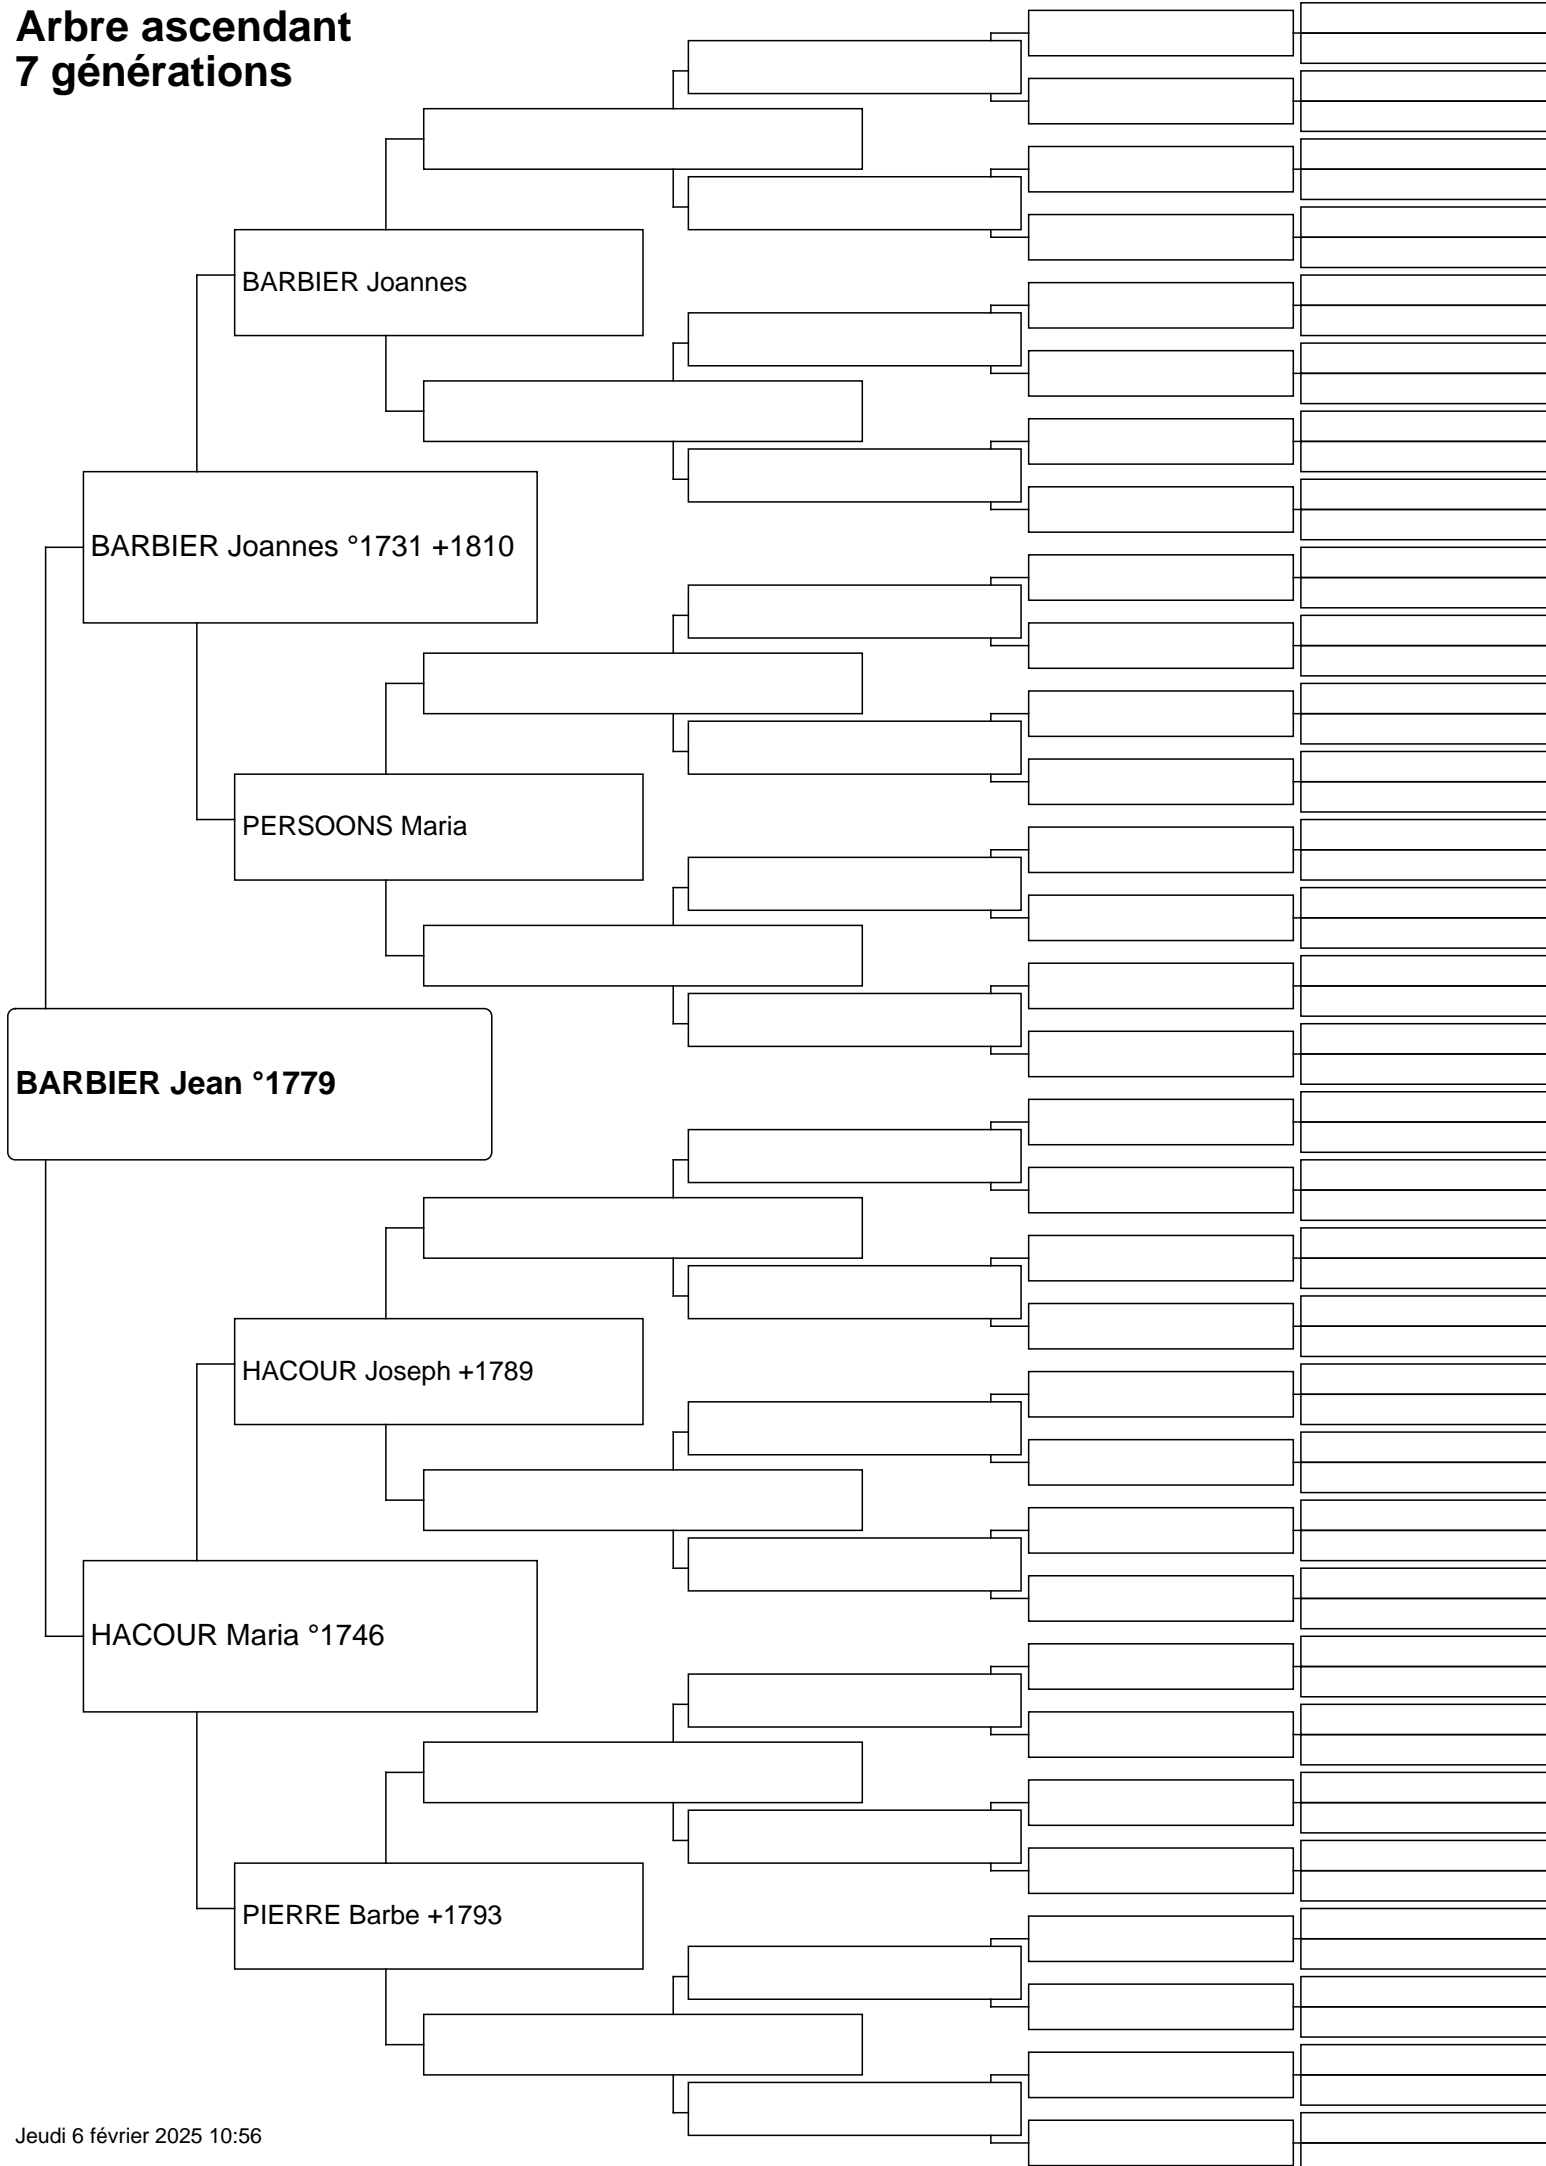 Arbre ascendant
7 générations
BARBIER Joannes
BARBIER Joannes °1731 +1810
PERSOONS Maria
BARBIER Jean °1779
HACOUR Joseph +1789
HACOUR Maria °1746
PIERRE Barbe +1793
Jeudi 6 février 2025 10:56